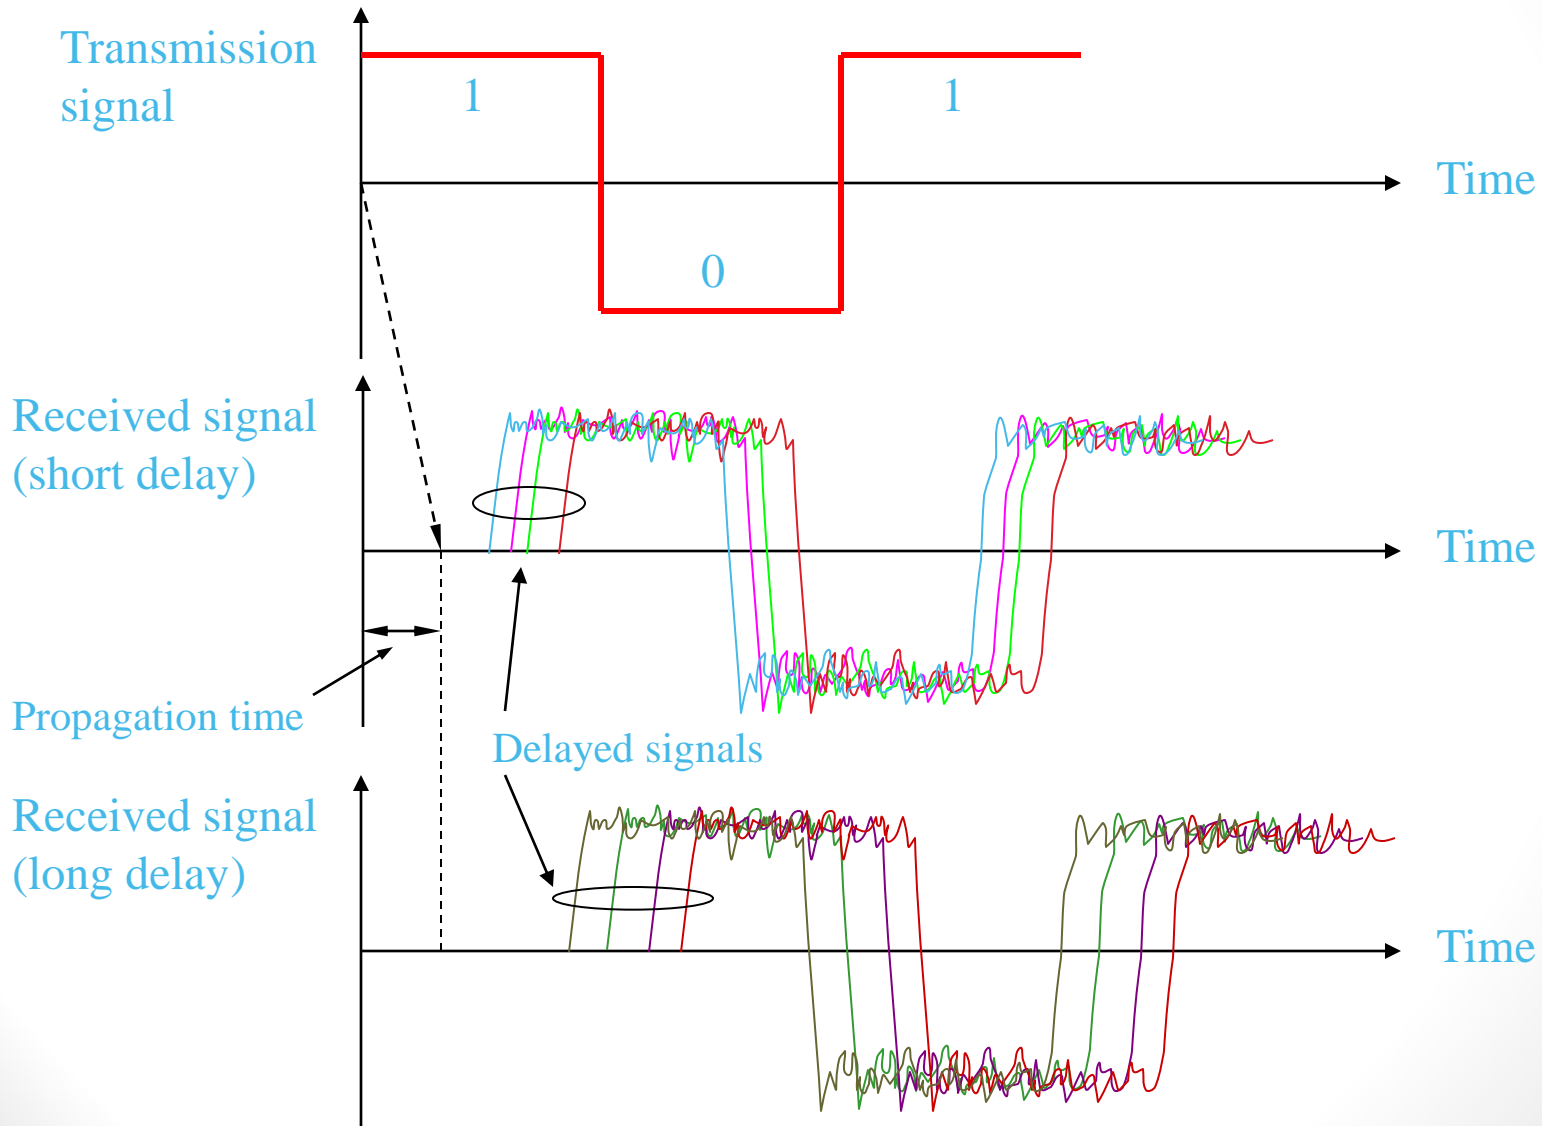 Transmission
signal
1
1
Time
0
Received signal
(short delay)
Time
Propagation time
Delayed signals
Received signal
(long delay)
Time